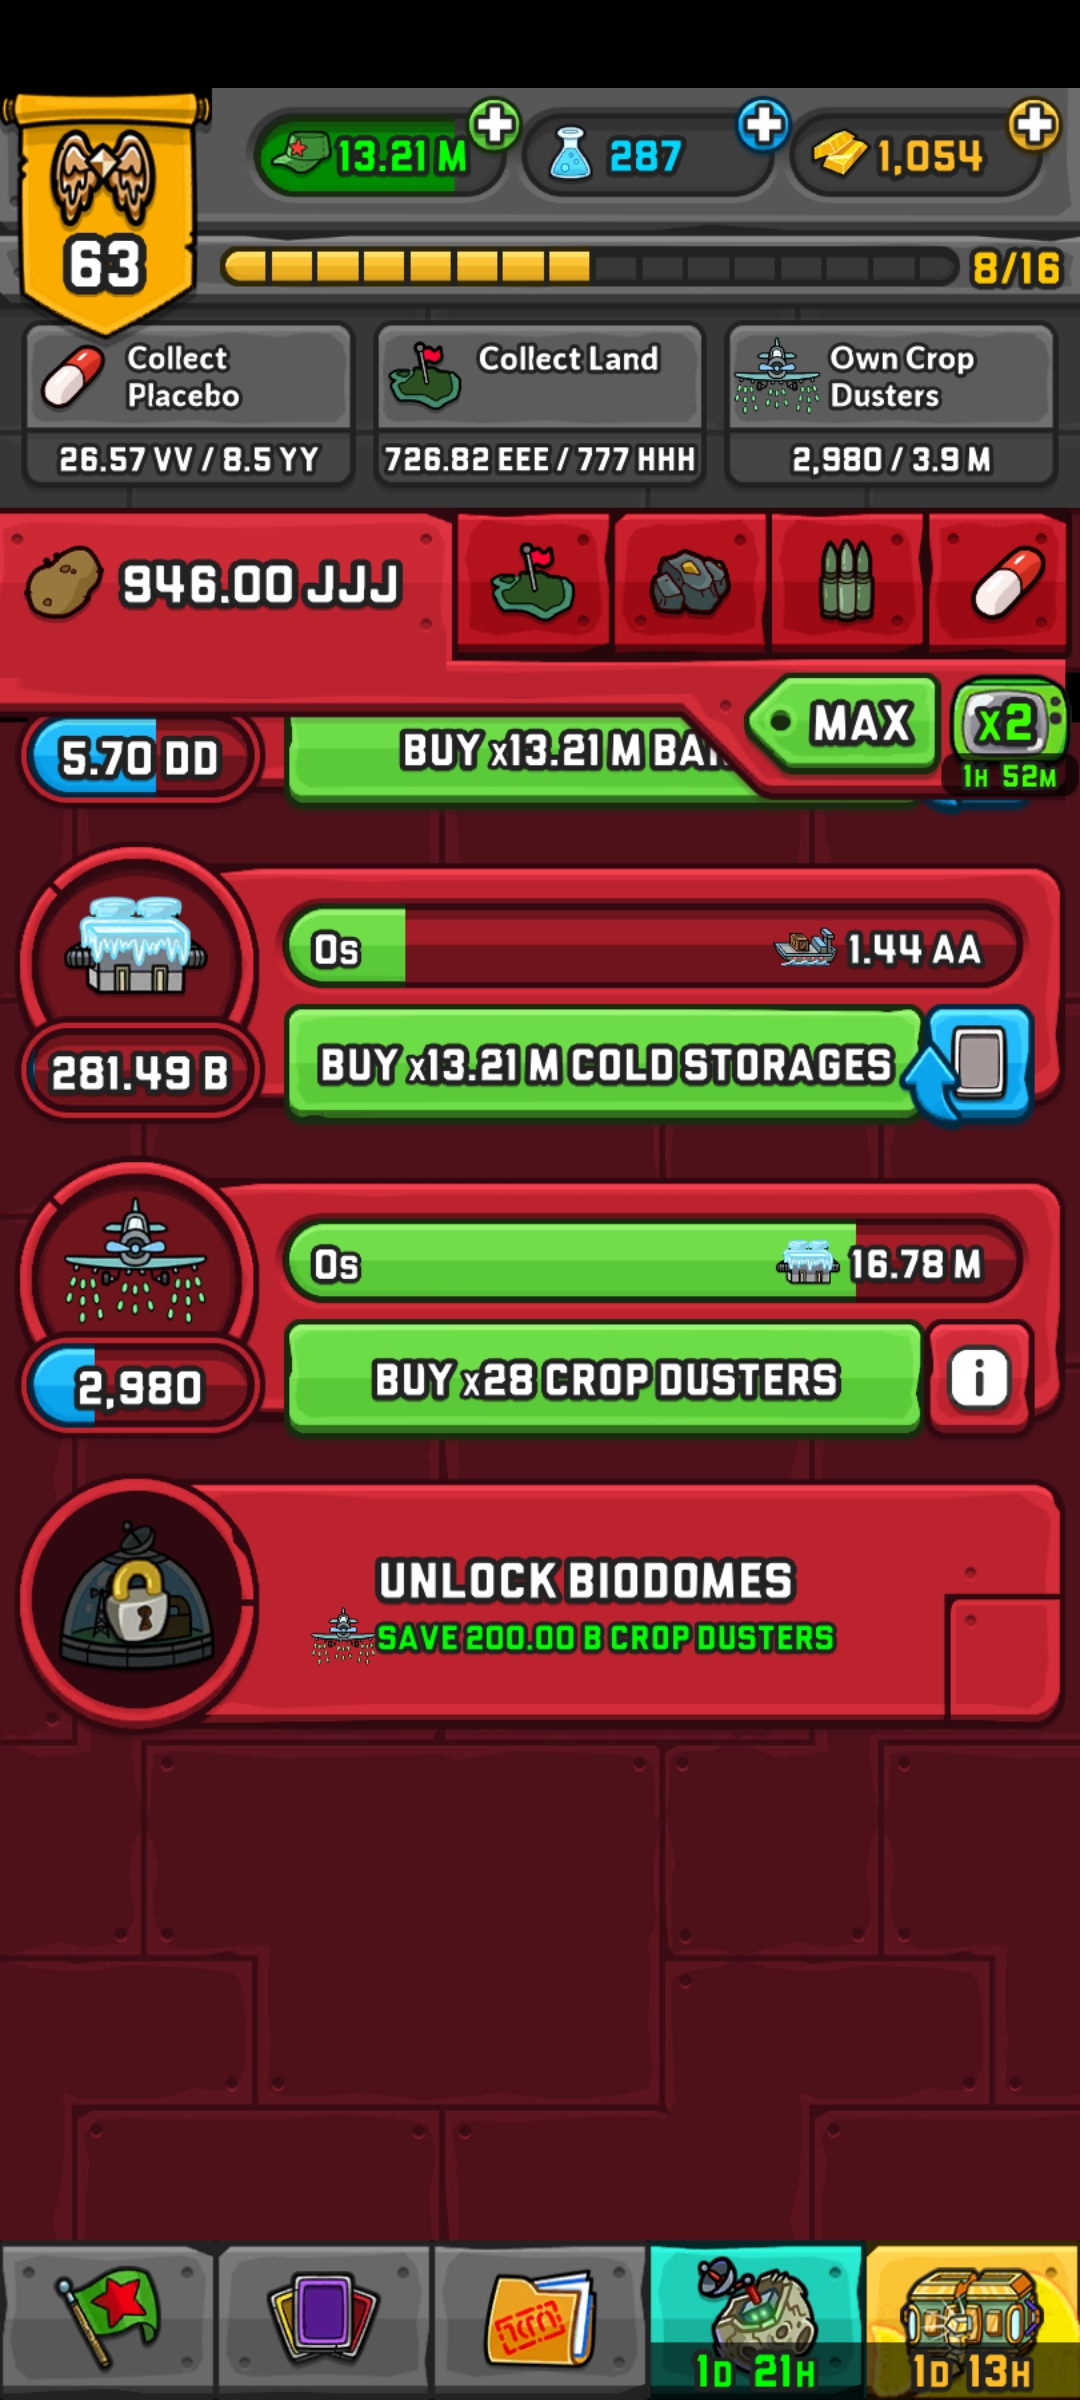 13.21 M
287
1,054
63
8/16
Collect
Placebo
26.57 VV / 8.5 YY
Collect Land
726.82 EEE / 777 HHH
Own Crop
Dusters
2,980 / 3.9 M
946.00 JJJ
MAX
X2
1H 52M
5.70 DD
BUY x13.21 M
0s
1.44 AA
281.49 B
BUY x13.21 M COLD STORAGES
0s
16.78 M
2,980
BUY x28 CROP DUSTERS
i
UNLOCK BIODOMES
SAVE 200.00 B CROP DUSTERS
1D 21H
1D 13H